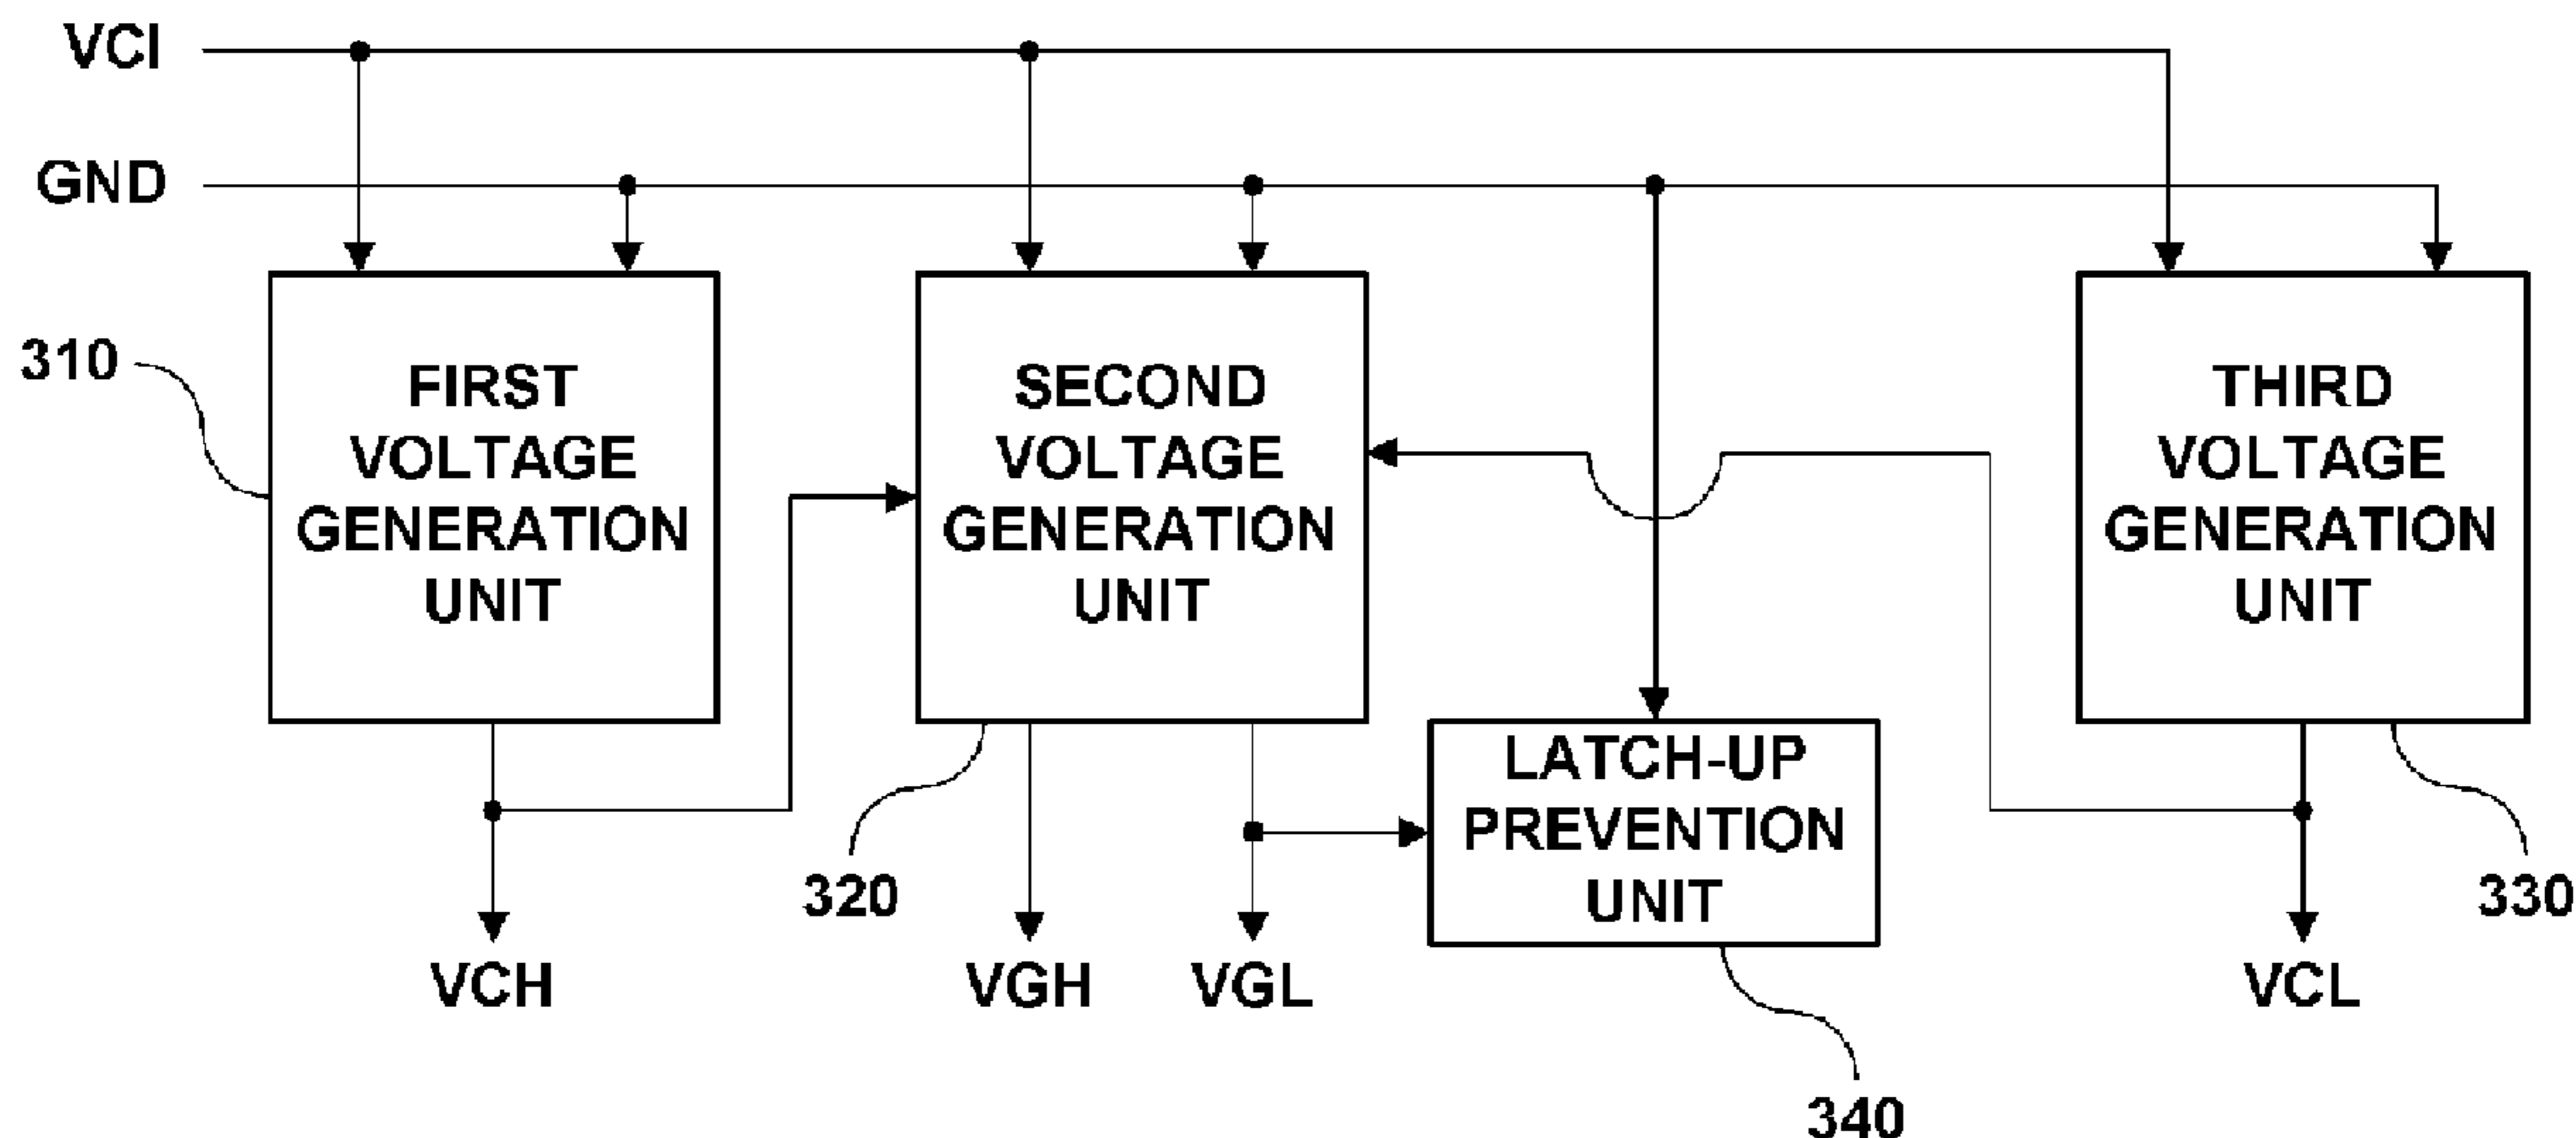 VCI
GND
310
FIRST
VOLTAGE
GENERATION
UNIT
SECOND
VOLTAGE
GENERATION
UNIT
THIRD
VOLTAGE
GENERATION
UNIT
LATCH-UP
PREVENTION
UNIT
320
330
VCH
VGH
VGL
VCL
340